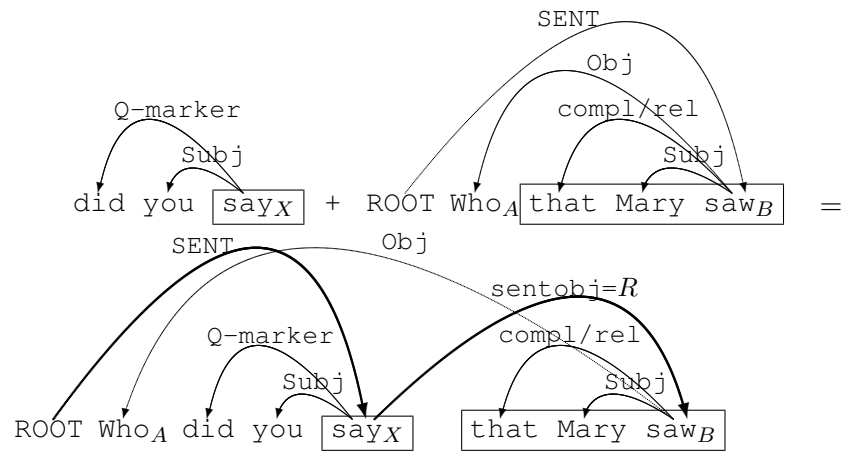 SENT
Obj
Q-marker compl/rel
Subj Subj
did you say_X + ROOT Who_A that Mary saw_B =
SENT Obj
sentobj=R
Q-marker compl/rel
Subj Subj
ROOT Who_A did you say_X that Mary saw_B